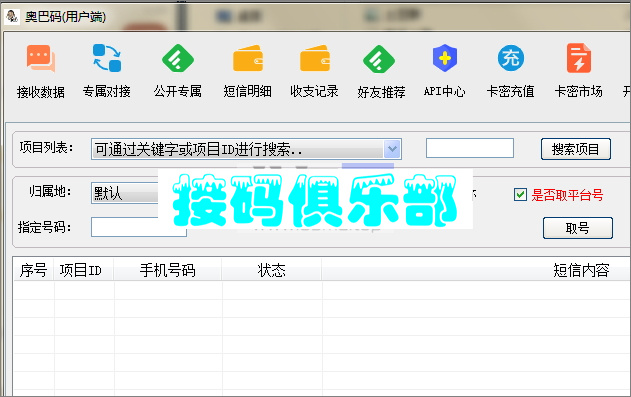 奥巴码(用户端)
接收数据 专属对接 公开专属 短信明细 收支记录 好友推荐 API中心 卡密充值 卡密市场
充
项目列表: 可通过关键字或项目ID进行搜索.. 搜索项目
归属地: 默认 是否取平台号
接码俱乐部
指定号码: 取号
序号 项目ID 手机号码 状态 短信内容